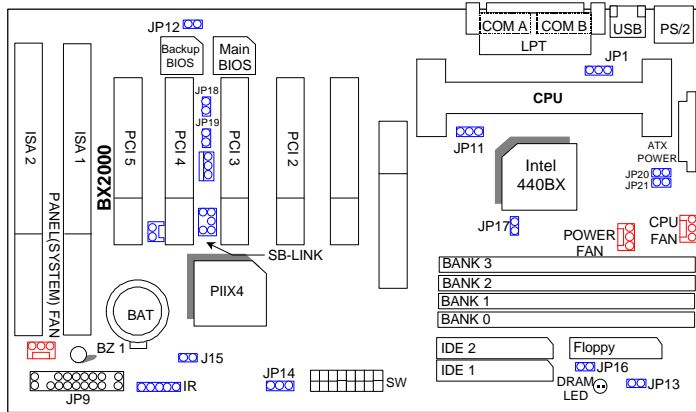 JP12
COM A
COM B
LPT
USB
PS/2
Backup
BIOS
Main
BIOS
JP1
JP18
JP19
CPU
ISA 2
ISA 1
PCI 5
BX2000
PCI 4
PCI 3
PCI 2
JP11
Intel
440BX
ATX
POWER
JP20
JP21
JP17
POWER
FAN
CPU
FAN
PANEL(SYSTEM) FAN
SB-LINK
PIIX4
BAT
BANK 3
BANK 2
BANK 1
BANK 0
BZ 1
J15
IDE 2
IDE 1
Floppy
JP16
DRAM
LED
JP13
JP9
IR
JP14
SW